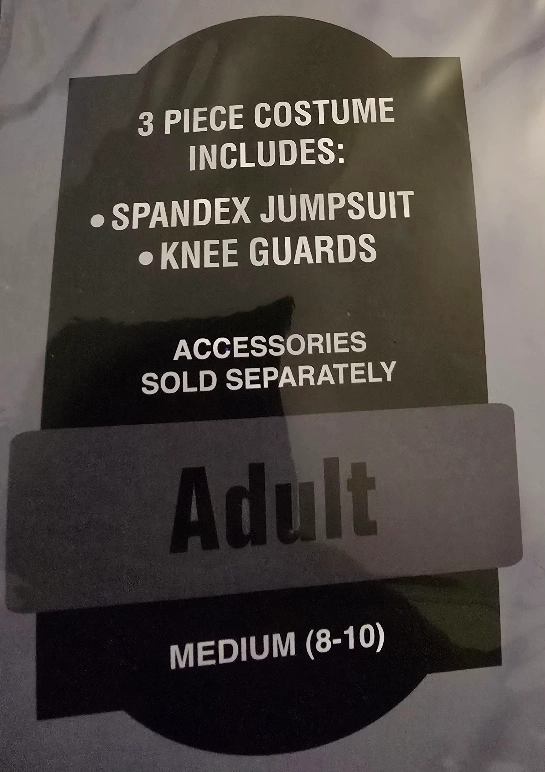 3 PIECE COSTUME
INCLUDES:
• SPANDEX JUMPSUIT
• KNEE GUARDS
ACCESSORIES
SOLD SEPARATELY
Adult
MEDIUM (8-10)